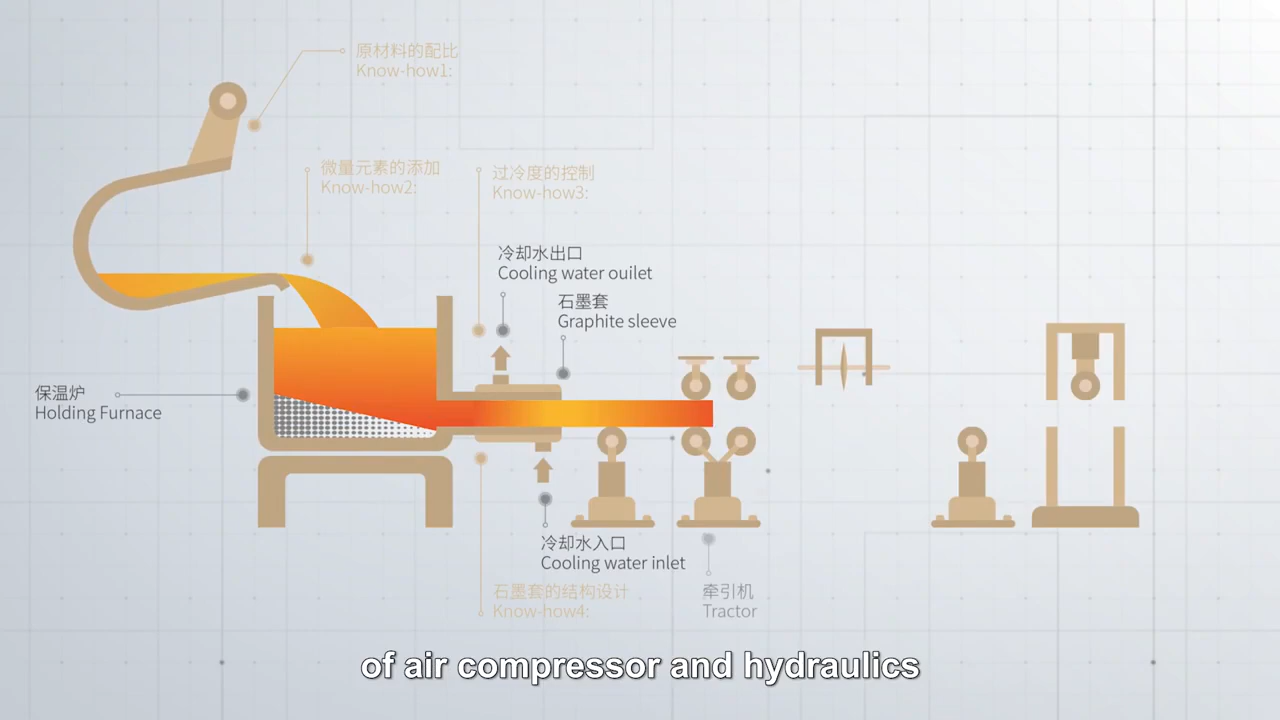 原材料的配比
Know-how1:
微量元素的添加
Know-how2:
过冷度的控制
Know-how3:
冷却水出口
Cooling water ouilet
石墨套
Graphite sleeve
保温炉
Holding Furnace
冷却水入口
Cooling water inlet
石墨套的结构设计
Know-how4:
牵引机
Tractor
of air compressor and hydraulics